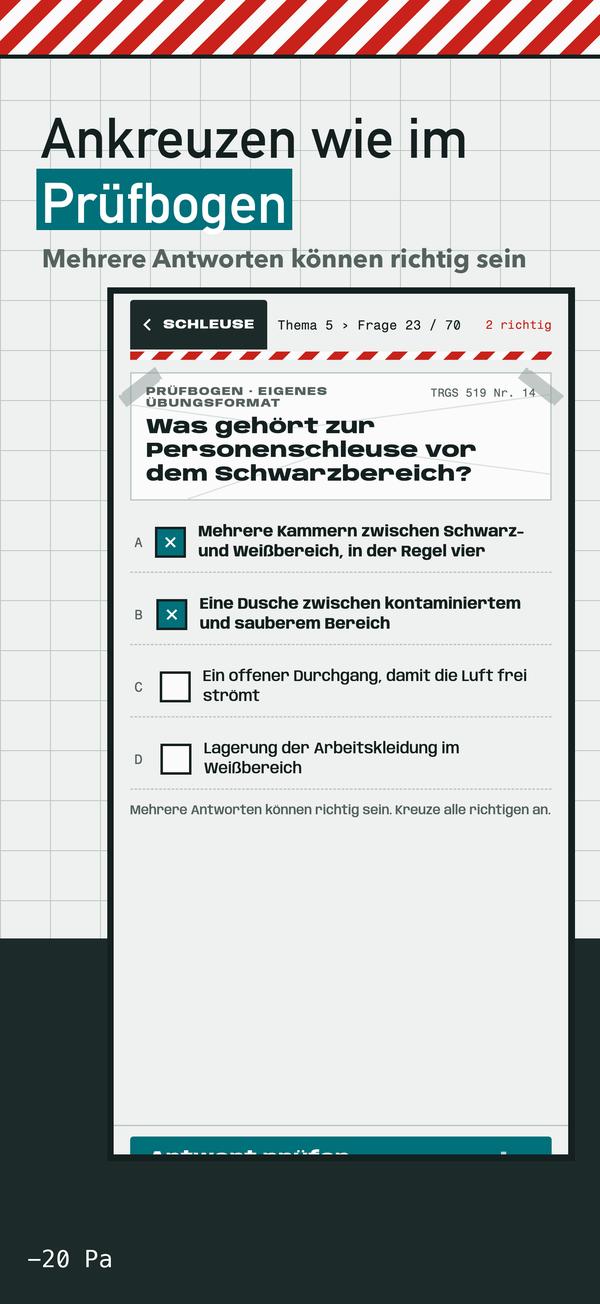 Ankreuzen wie im
Prüfbogen
Mehrere Antworten können richtig sein
SCHLEUSE
Thema 5 › Frage 23 / 70
2 richtig
PRÜFBOGEN · EIGENES
ÜBUNGSFORMAT
TRGS 519 Nr. 14
Was gehört zur
Personenschleuse vor
dem Schwarzbereich?
A
Mehrere Kammern zwischen Schwarz-
und Weißbereich, in der Regel vier
B
Eine Dusche zwischen kontaminiertem
und sauberem Bereich
C
Ein offener Durchgang, damit die Luft frei
strömt
D
Lagerung der Arbeitskleidung im
Weißbereich
Mehrere Antworten können richtig sein. Kreuze alle richtigen an.
Antwort prüfen
−20 Pa